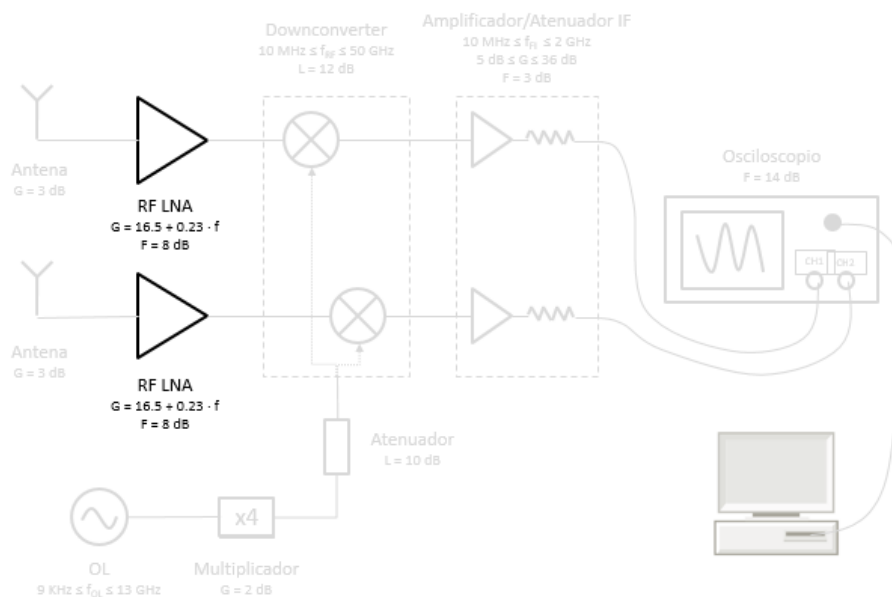 Downconverter
10 MHz ≤ f_RF ≤ 50 GHz
L = 12 dB
Amplificador/Atenuador IF
10 MHz ≤ f_FI ≤ 2 GHz
5 dB ≤ G ≤ 36 dB
F = 3 dB
Antena
G = 3 dB
RF LNA
G = 16.5 + 0.23 · f
F = 8 dB
Osciloscopio
F = 14 dB
CH1
CH2
Antena
G = 3 dB
RF LNA
G = 16.5 + 0.23 · f
F = 8 dB
Atenuador
L = 10 dB
x4
OL
9 KHz ≤ f_OL ≤ 13 GHz
Multiplicador
G = 2 dB